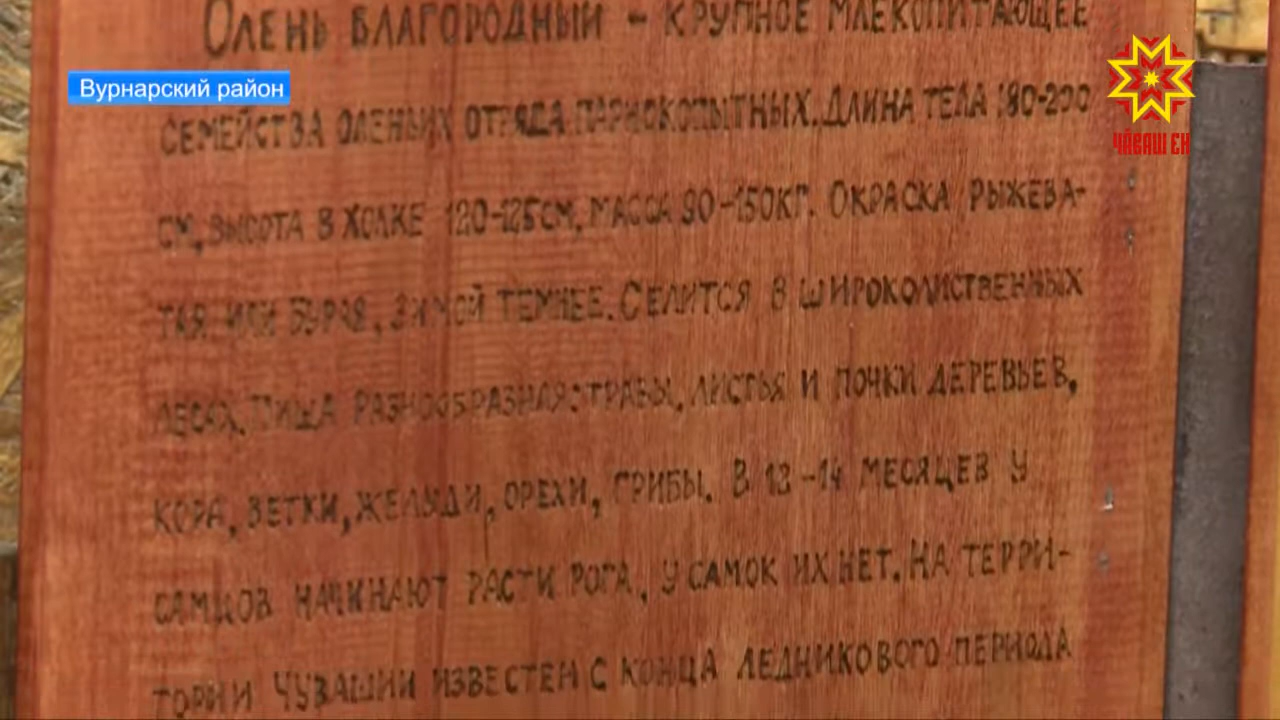 Олень благородный - крупное млекопитающее
Вурнарский район
семейства оленьих отряда парнокопытных. Длина тела 180-200
см, высота в холке 120-125см, масса 90-150кг. Окраска рыжева-
тая или бурая, зимой темнее. Селится в широколиственных
лесах. Пища разнообразная: травы, листья и почки деревьев,
кора, ветки, желуди, орехи, грибы. В 12-14 месяцев у
самцов начинают расти рога, у самок их нет. На терри-
тории Чувашии известен с конца ледникового периода
ЧӐВАШ ЕН